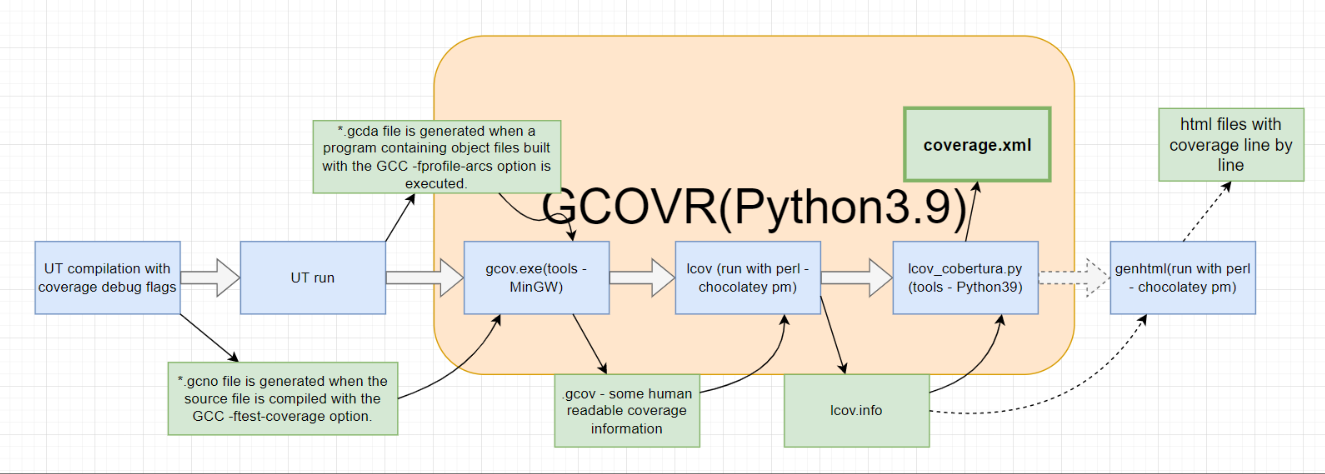 *.gcda file is generated when a
program containing object files built
with the GCC -fprofile-arcs option is
executed.
coverage.xml
html files with
coverage line by
line
GCOVR(Python3.9)
UT compilation with
coverage debug flags
UT run
gcov.exe(tools -
MinGW)
lcov (run with perl -
chocolatey pm)
lcov_cobertura.py
(tools - Python39)
genhtml(run with perl
- chocolatey pm)
*.gcno file is generated when the
source file is compiled with the
GCC -ftest-coverage option.
.gcov - some human
readable coverage
information
lcov.info